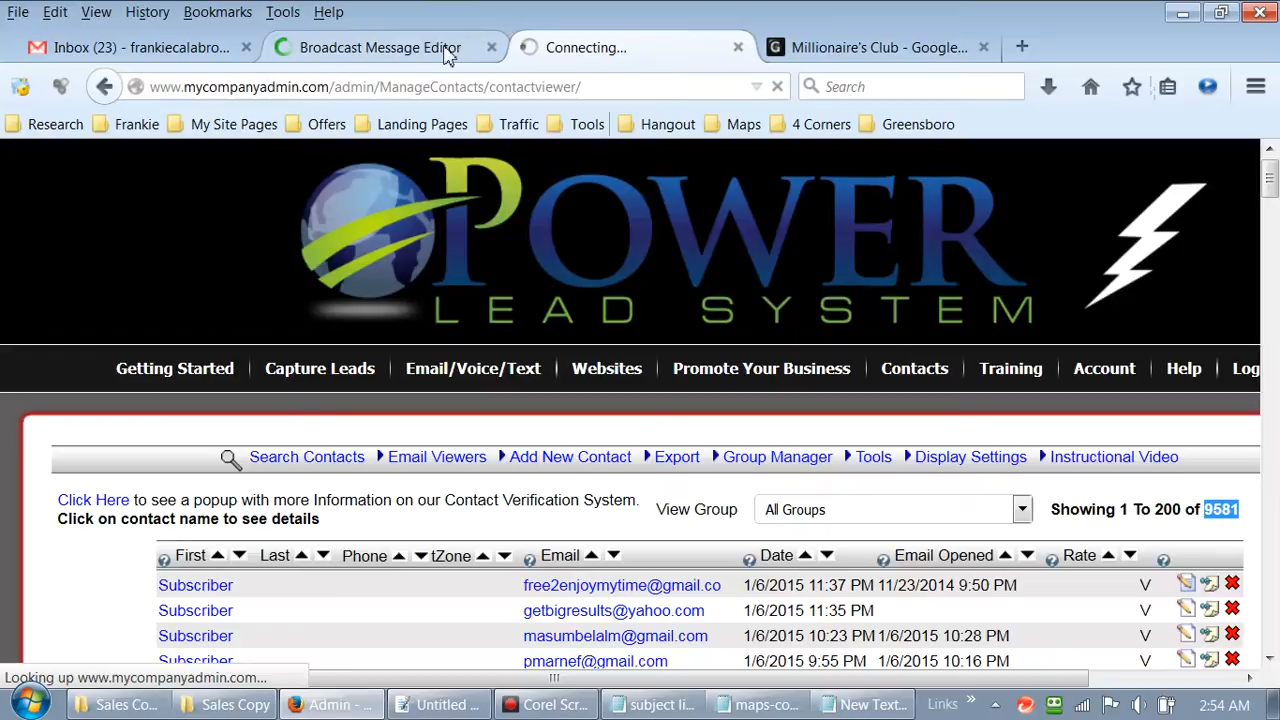 File Edit View History Bookmarks Tools Help
Inbox (23) - frankiecalabro... Broadcast Message Editor Connecting... Millionaire's Club - Google...
www.mycompanyadmin.com/admin/ManageContacts/contactviewer/ Search
Research Frankie My Site Pages Offers Landing Pages Traffic Tools Hangout Maps 4 Corners Greensboro
POWER
LEAD SYSTEM
Getting Started Capture Leads Email/Voice/Text Websites Promote Your Business Contacts Training Account Help Log
Search Contacts Email Viewers Add New Contact Export Group Manager Tools Display Settings Instructional Video
Click Here to see a popup with more Information on our Contact Verification System. View Group All Groups Showing 1 To 200 of 9581
Click on contact name to see details
First Last Phone tZone Email Date Email Opened Rate
Subscriber free2enjoymytime@gmail.co 1/6/2015 11:37 PM 11/23/2014 9:50 PM V
Subscriber getbigresults@yahoo.com 1/6/2015 11:35 PM V
Subscriber masumbelalm@gmail.com 1/6/2015 10:23 PM 1/6/2015 10:28 PM V
Subscriber pmarnef@gmail.com 1/6/2015 9:55 PM 1/6/2015 10:16 PM V
Looking up www.mycompanyadmin.com...
Sales Co... Sales Copy Admin - ... Untitled ... Corel Scr... subject li... maps-co... New Text... Links 2:54 AM